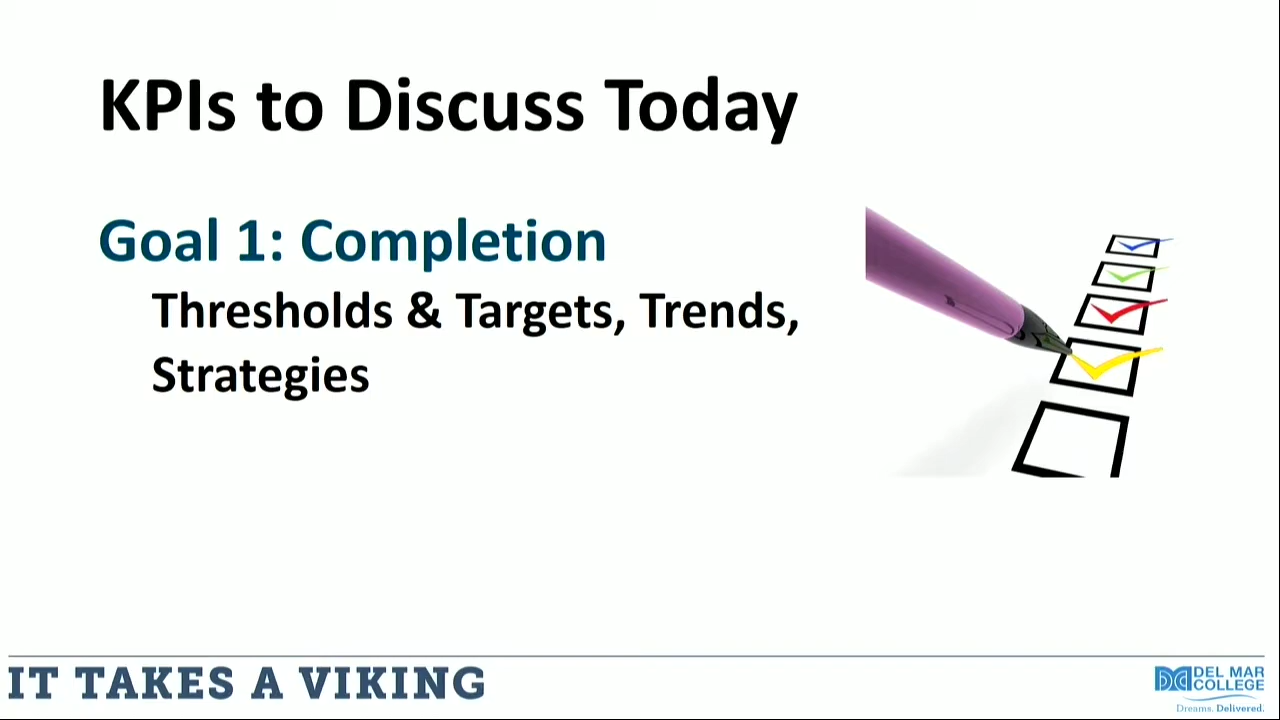 KPIs to Discuss Today
Goal 1: Completion
Thresholds & Targets, Trends,
Strategies
IT TAKES A VIKING
DEL MAR
COLLEGE
Dreams. Delivered.